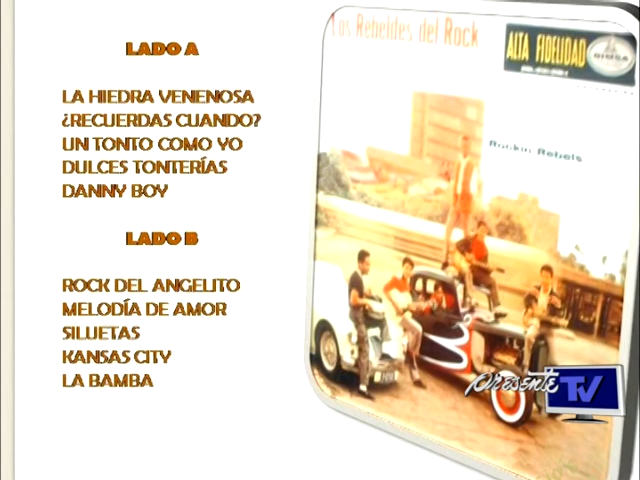 LADO A
LA HIEDRA VENENOSA
¿RECUERDAS CUANDO?
UN TONTO COMO YO
DULCES TONTERÍAS
DANNY BOY
LADO B
ROCK DEL ANGELITO
MELODÍA DE AMOR
SILUETAS
KANSAS CITY
LA BAMBA
Los Rebeldes del Rock
ALTA FIDELIDAD
Rockin Rebels
presente TV